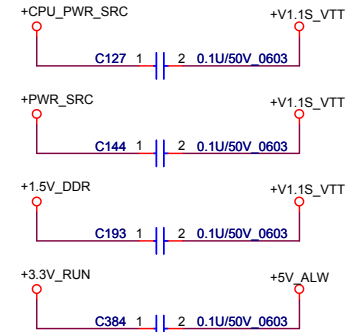 +CPU_PWR_SRC +V1.1S_VTT
C127 1 2 0.1U/50V_0603
+PWR_SRC +V1.1S_VTT
C144 1 2 0.1U/50V_0603
+1.5V_DDR +V1.1S_VTT
C193 1 2 0.1U/50V_0603
+3.3V_RUN +5V_ALW
C384 1 2 0.1U/50V_0603